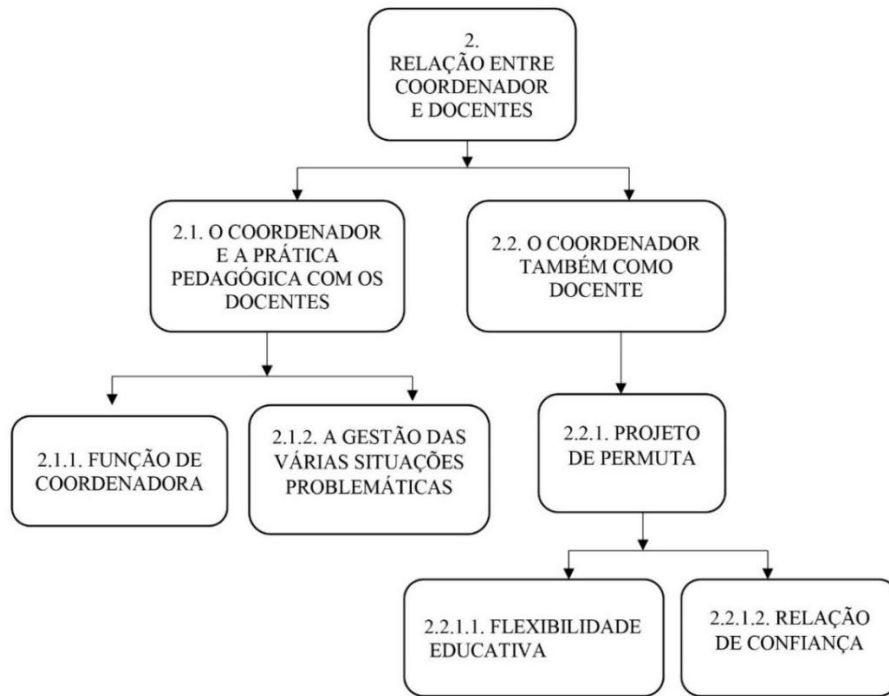 2.
RELAÇÃO ENTRE
COORDENADOR
E DOCENTES
2.1. O COORDENADOR
E A PRÁTICA
PEDAGÓGICA COM OS
DOCENTES
2.2. O COORDENADOR
TAMBÉM COMO
DOCENTE
2.1.1. FUNÇÃO DE
COORDENADORA
2.1.2. A GESTÃO DAS
VÁRIAS SITUAÇÕES
PROBLEMÁTICAS
2.2.1. PROJETO
DE PERMUTA
2.2.1.1. FLEXIBILIDADE
EDUCATIVA
2.2.1.2. RELAÇÃO
DE CONFIANÇA